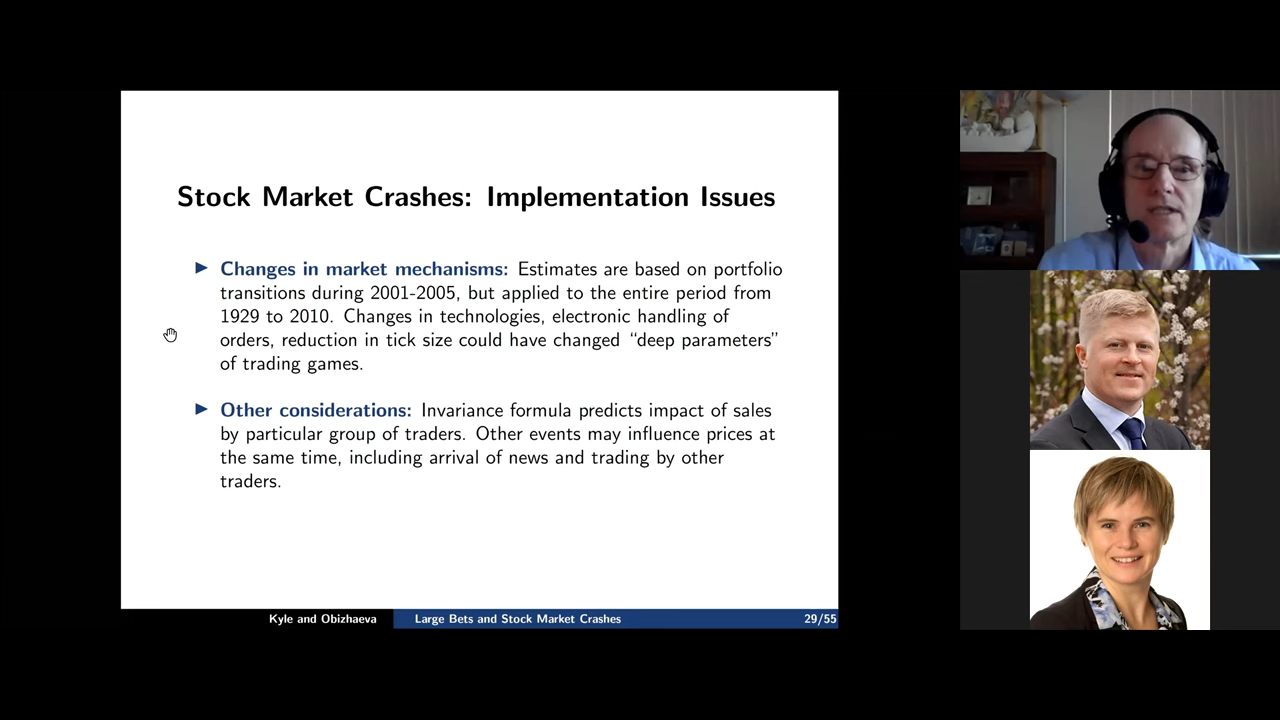 Stock Market Crashes: Implementation Issues
Changes in market mechanisms: Estimates are based on portfolio
transitions during 2001-2005, but applied to the entire period from
1929 to 2010. Changes in technologies, electronic handling of
orders, reduction in tick size could have changed “deep parameters”
of trading games.
Other considerations: Invariance formula predicts impact of sales
by particular group of traders. Other events may influence prices at
the same time, including arrival of news and trading by other
traders.
Kyle and Obizhaeva
Large Bets and Stock Market Crashes
29/55